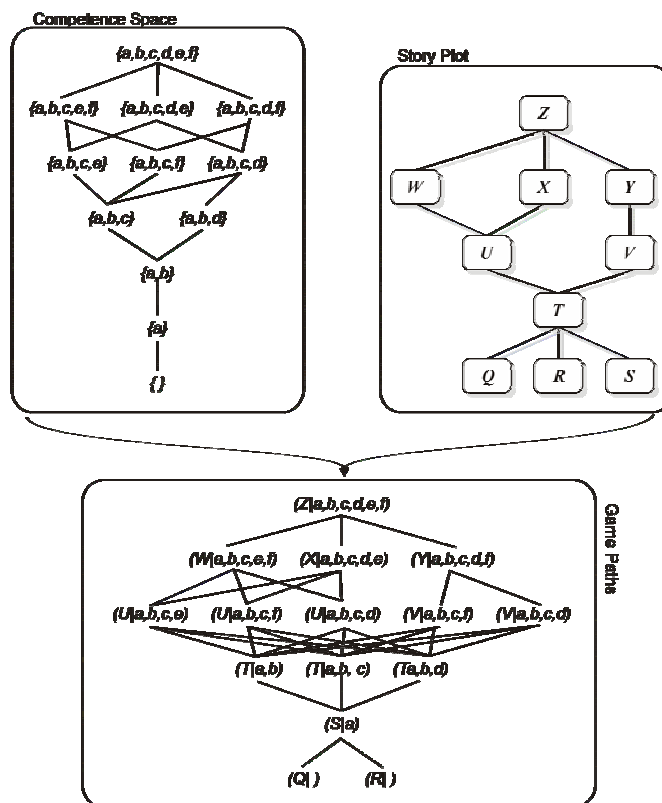 Competence Space
{a,b,c,d,e,f}
{a,b,c,e,f} {a,b,c,d,e} {a,b,c,d,f}
{a,b,c,e} {a,b,c,f} {a,b,c,d}
{a,b,c} {a,b,d}
{a,b}
{a}
{ }
Story Plot
Z
W X Y
U V
T
Q R S
Game Paths
(Z|a,b,c,d,e,f)
(W|a,b,c,e,f) (X|a,b,c,d,e) (Y|a,b,c,d,f)
(U|a,b,c,e) (U|a,b,c,f) (U|a,b,c,d) (V|a,b,c,f) (V|a,b,c,d)
(T|a,b) (T|a,b, c) (Ta,b,d)
(S|a)
(Q| ) (R| )